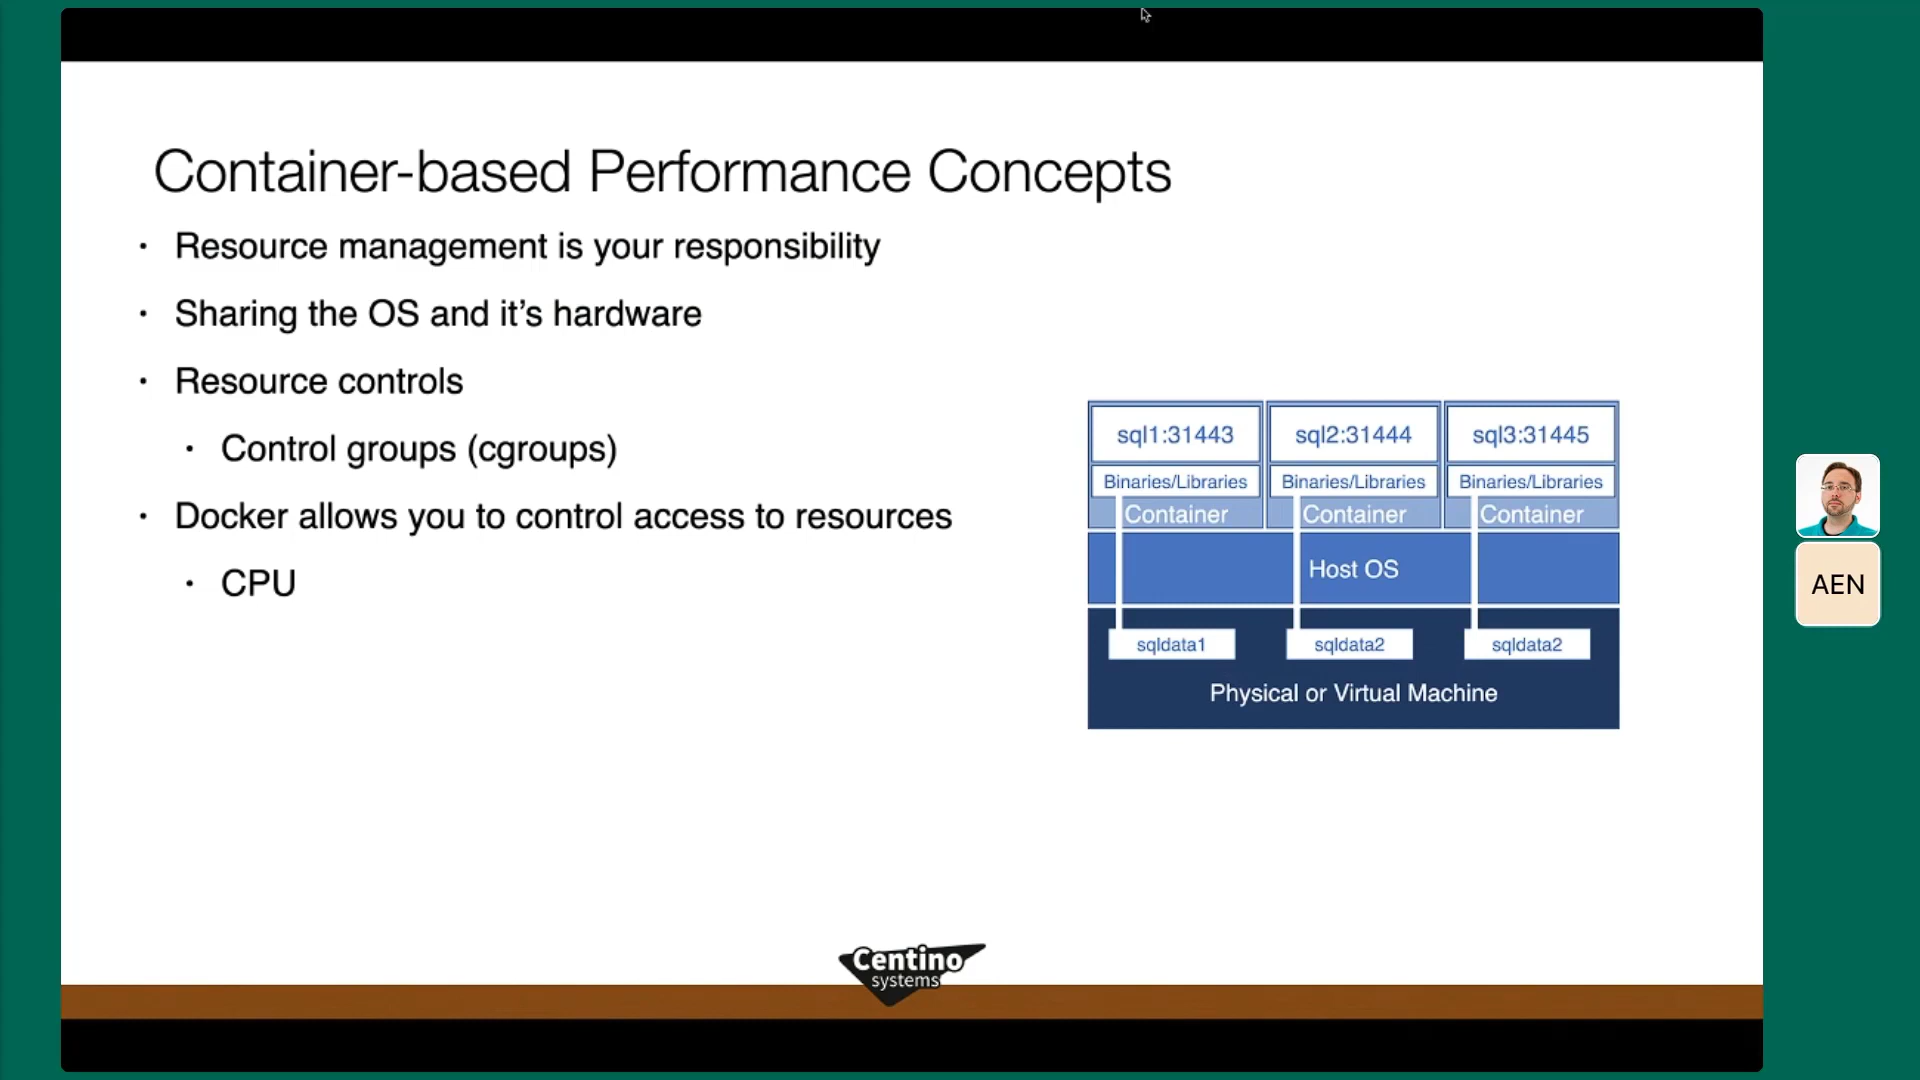 Container-based Performance Concepts
• Resource management is your responsibility
• Sharing the OS and it’s hardware
• Resource controls
• Control groups (cgroups)
• Docker allows you to control access to resources
• CPU
sql1:31443 sql2:31444 sql3:31445
Binaries/Libraries Binaries/Libraries Binaries/Libraries
Container Container Container
Host OS
sqldata1 sqldata2 sqldata2
Physical or Virtual Machine
AEN
Centino
systems